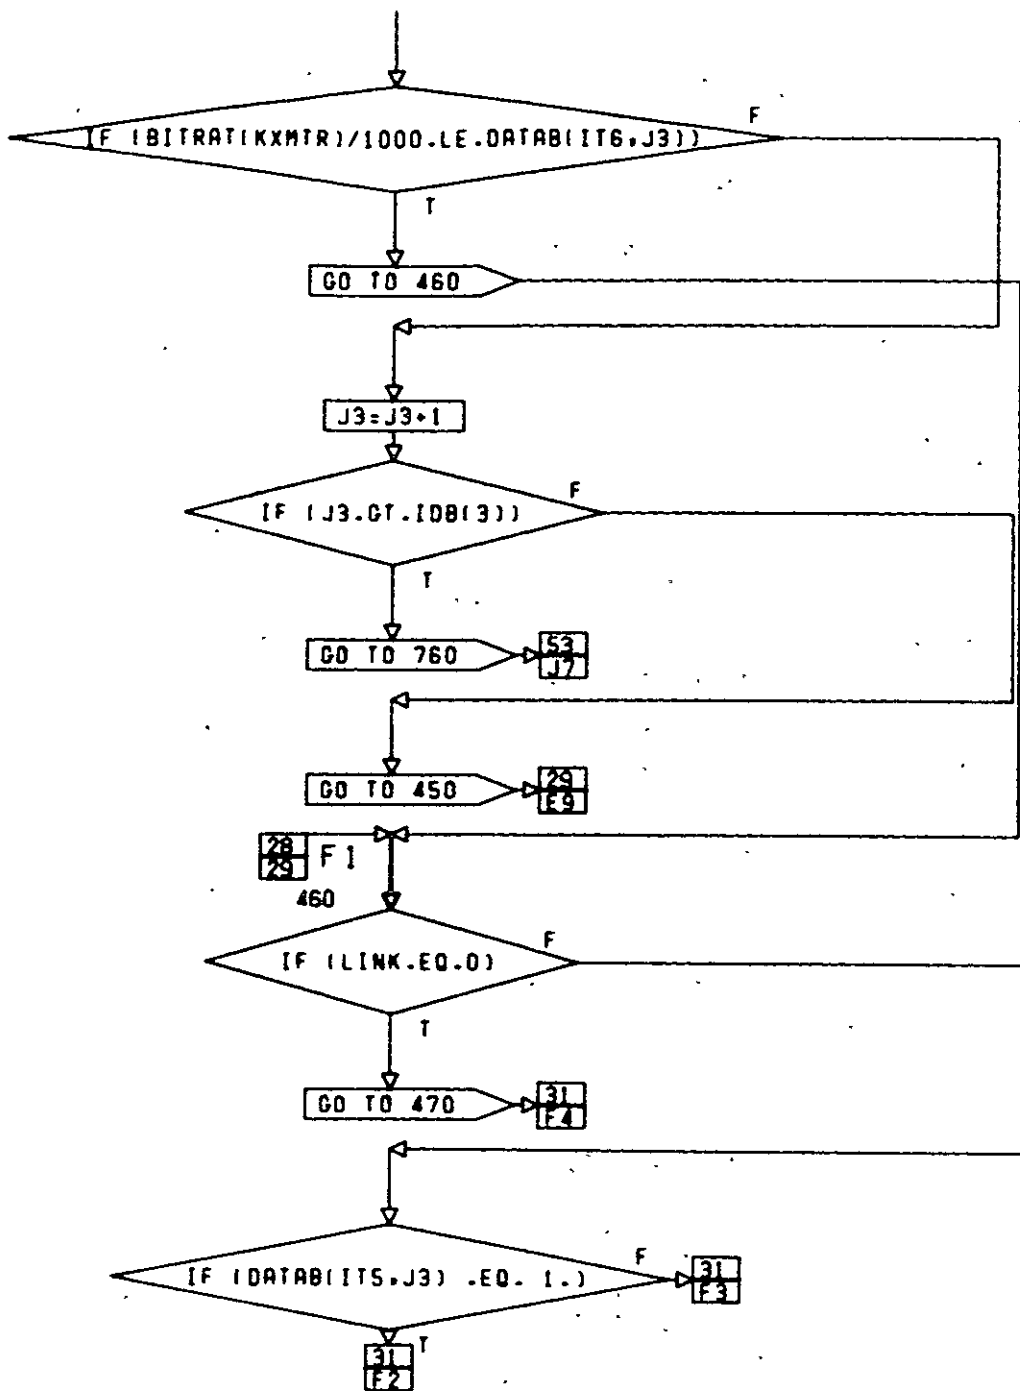 F
IF (BITRAT(KXMTR)/1000.LE.DATAB(IT6,J3))
T
GO TO 460
J3=J3+1
F
IF (J3.GT.IDB(3))
T
GO TO 760
53
J7
GO TO 450
29
E9
28
29
F1
460
F
IF (LINK.EQ.0)
T
GO TO 470
31
F4
F
IF (DATAB(IT5,J3) .EQ. 1.)
31
F3
T
31
F2